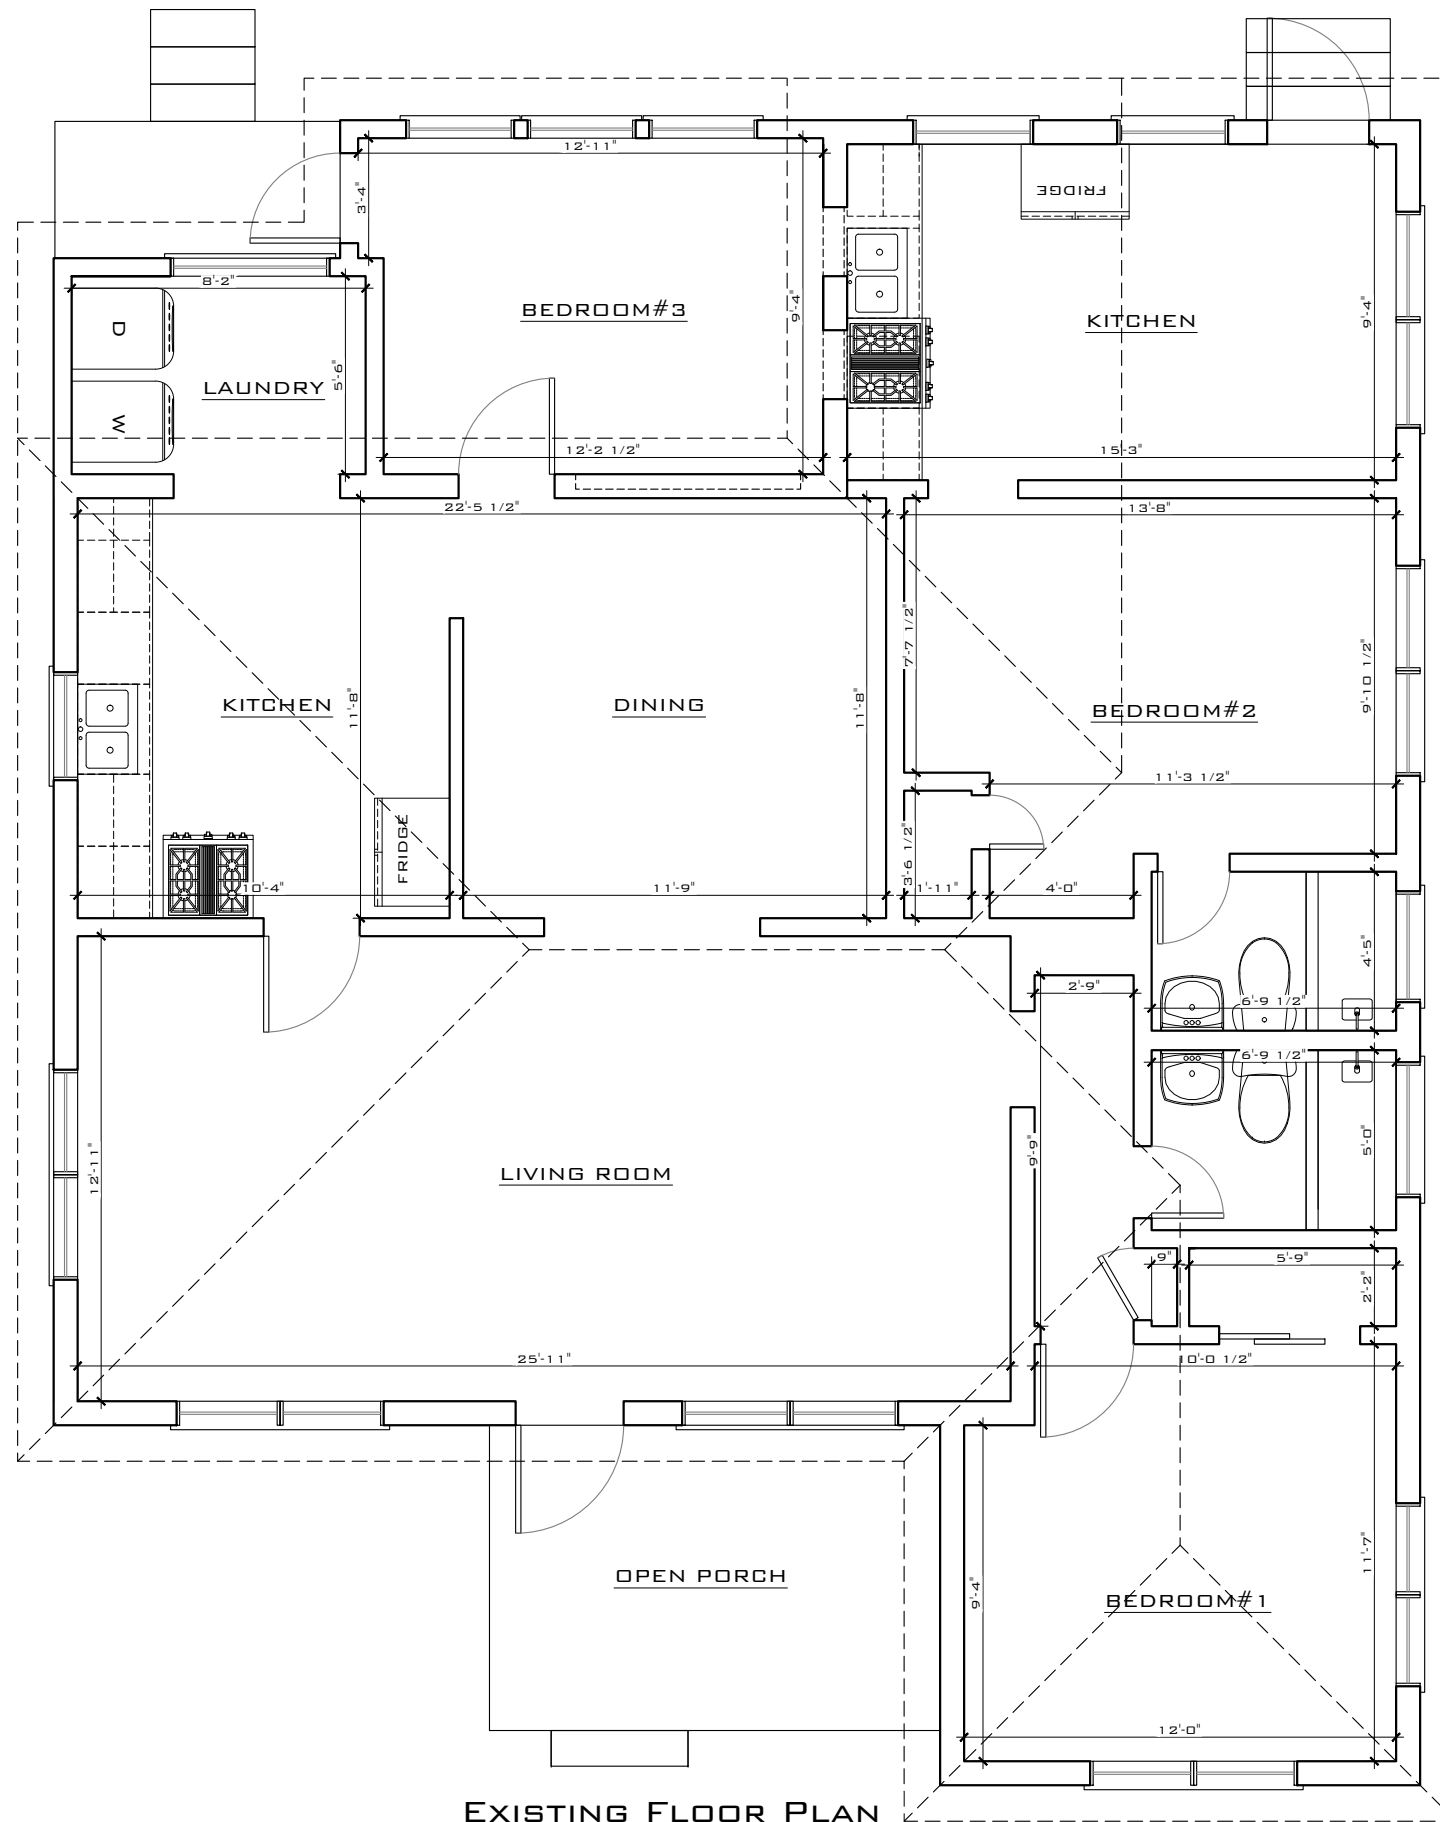 12'-11"
3'-4"
FRIDGE
8'-2"
D
BEDROOM#3
9'-4"
KITCHEN
9'-4"
LAUNDRY
5'-6"
W
12'-2 1/2"
15'-3"
22'-5 1/2"
13'-8"
7'-7 1/2"
9'-10 1/2"
KITCHEN
11'-8"
DINING
11'-8"
BEDROOM#2
11'-3 1/2"
FRIDGE
3'-6 1/2"
10'-4"
11'-9"
1'-11"
4'-0"
4'-5"
2'-9"
6'-9 1/2"
6'-9 1/2"
12'-11"
LIVING ROOM
9'-9"
5'-0"
9"
5'-9"
2'-2"
25'-11"
10'-0 1/2"
11'-7"
OPEN PORCH
9'-4"
BEDROOM#1
12'-0"
EXISTING FLOOR PLAN